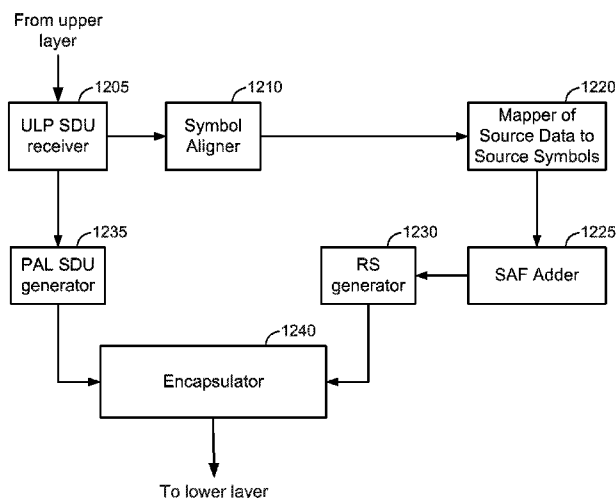 From upper
layer
1205
ULP SDU
receiver
1210
Symbol
Aligner
1220
Mapper of
Source Data to
Source Symbols
1235
PAL SDU
generator
1230
RS
generator
1225
SAF Adder
1240
Encapsulator
To lower layer